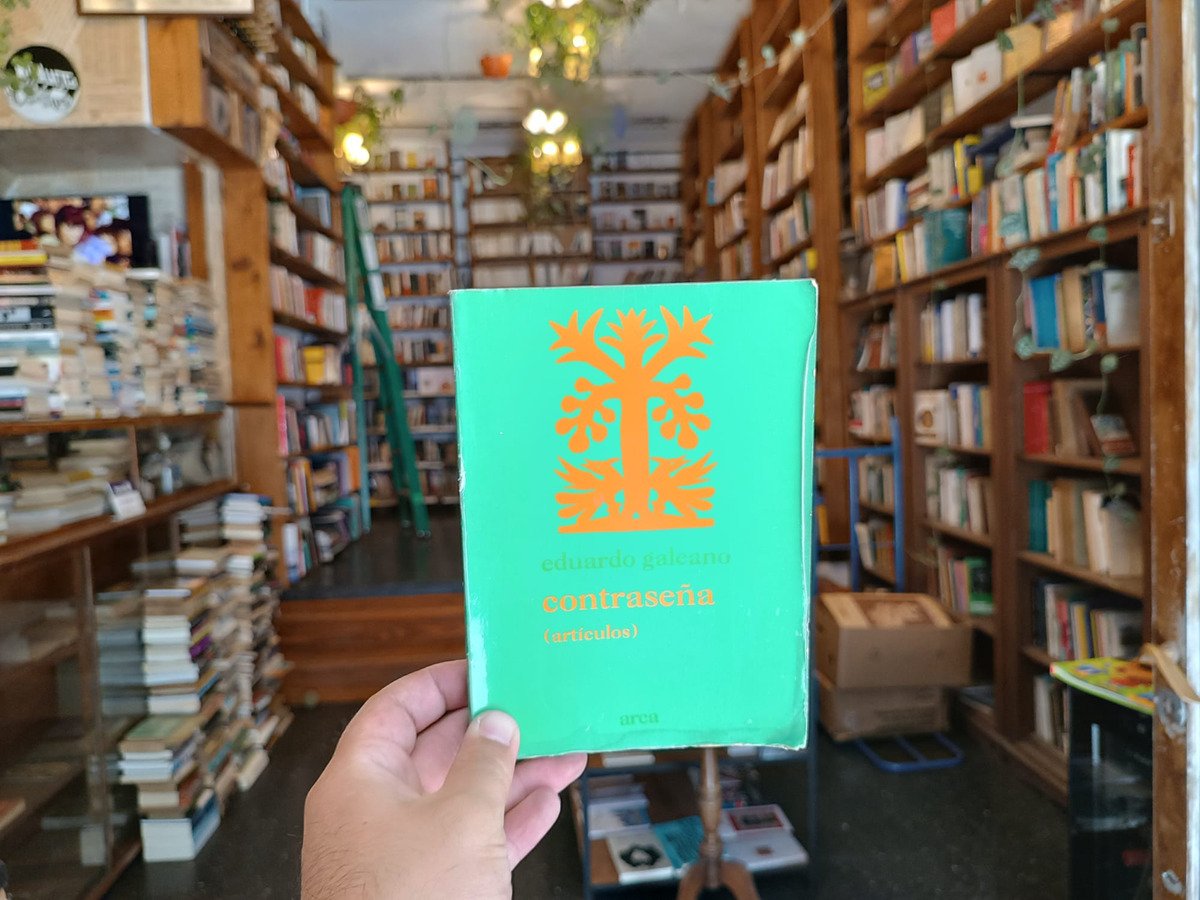 eduardo galeano
contraseña
(artículos)
arca